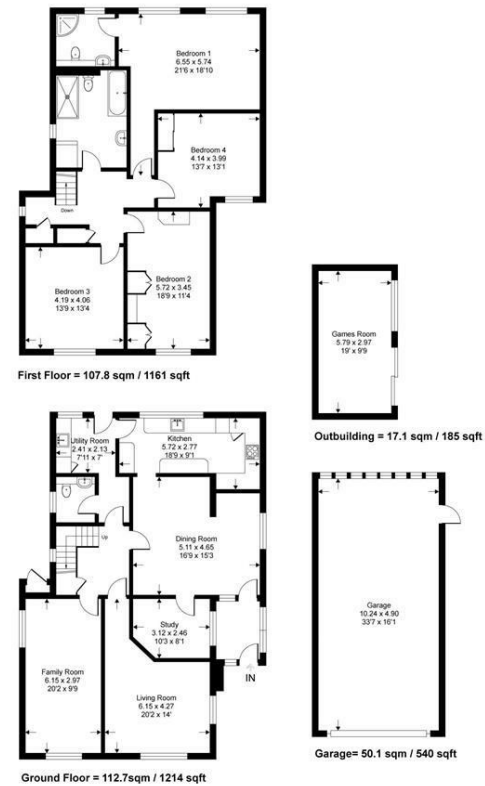 Bedroom 1
6.55 x 5.74
21'6 x 18'10
Bedroom 4
4.14 x 3.99
13'7 x 13'1
Down
Bedroom 3
4.19 x 4.06
13'9 x 13'4
Bedroom 2
5.72 x 3.45
18'9 x 11'4
First Floor = 107.8 sqm / 1161 sqft
Games Room
5.79 x 2.97
19' x 9'9
Outbuilding = 17.1 sqm / 185 sqft
Utility Room
2.41 x 2.13
7'11 x 7'
Kitchen
5.72 x 2.77
18'9 x 9'1
Up
Dining Room
5.11 x 4.65
16'9 x 15'3
Study
3.12 x 2.46
10'3 x 8'1
IN
Family Room
6.15 x 2.97
20'2 x 9'9
Living Room
6.15 x 4.27
20'2 x 14'
Ground Floor = 112.7sqm / 1214 sqft
Garage
10.24 x 4.90
33'7 x 16'1
Garage= 50.1 sqm / 540 sqft